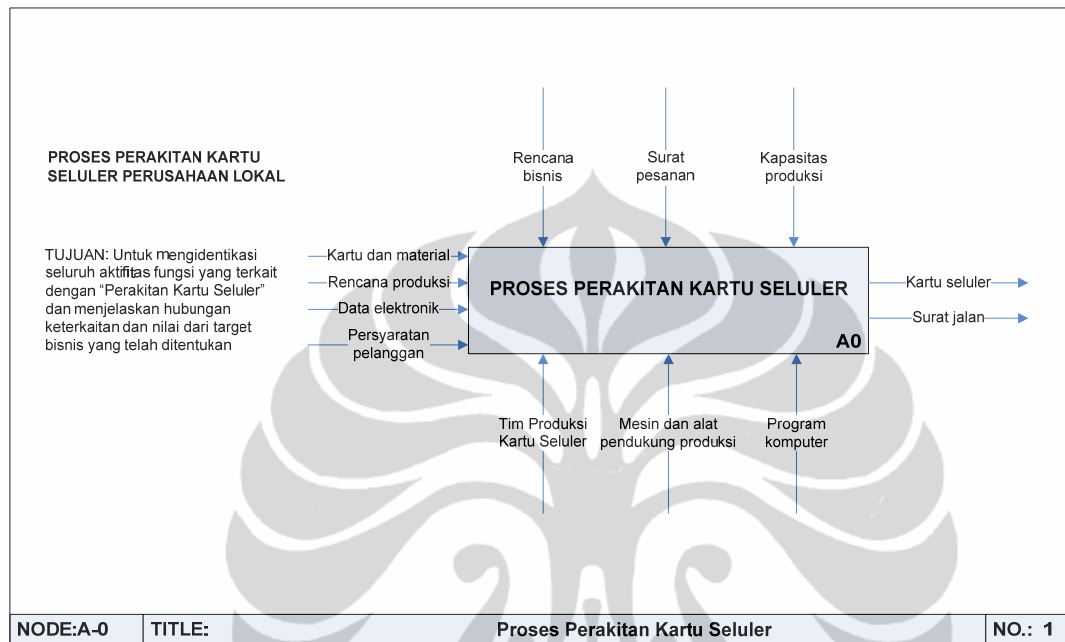 PROSES PERAKITAN KARTU
SELULER PERUSAHAAN LOKAL
TUJUAN: Untuk mengidentikasi
seluruh aktifitas fungsi yang terkait
dengan “Perakitan Kartu Seluler”
dan menjelaskan hubungan
keterkaitan dan nilai dari target
bisnis yang telah ditentukan
Rencana
bisnis
Surat
pesanan
Kapasitas
produksi
Kartu dan material
Rencana produksi
Data elektronik
Persyaratan
pelanggan
PROSES PERAKITAN KARTU SELULER
A0
Kartu seluler
Surat jalan
Tim Produksi
Kartu Seluler
Mesin dan alat
pendukung produksi
Program
komputer
NODE:A-0 TITLE: Proses Perakitan Kartu Seluler NO.: 1